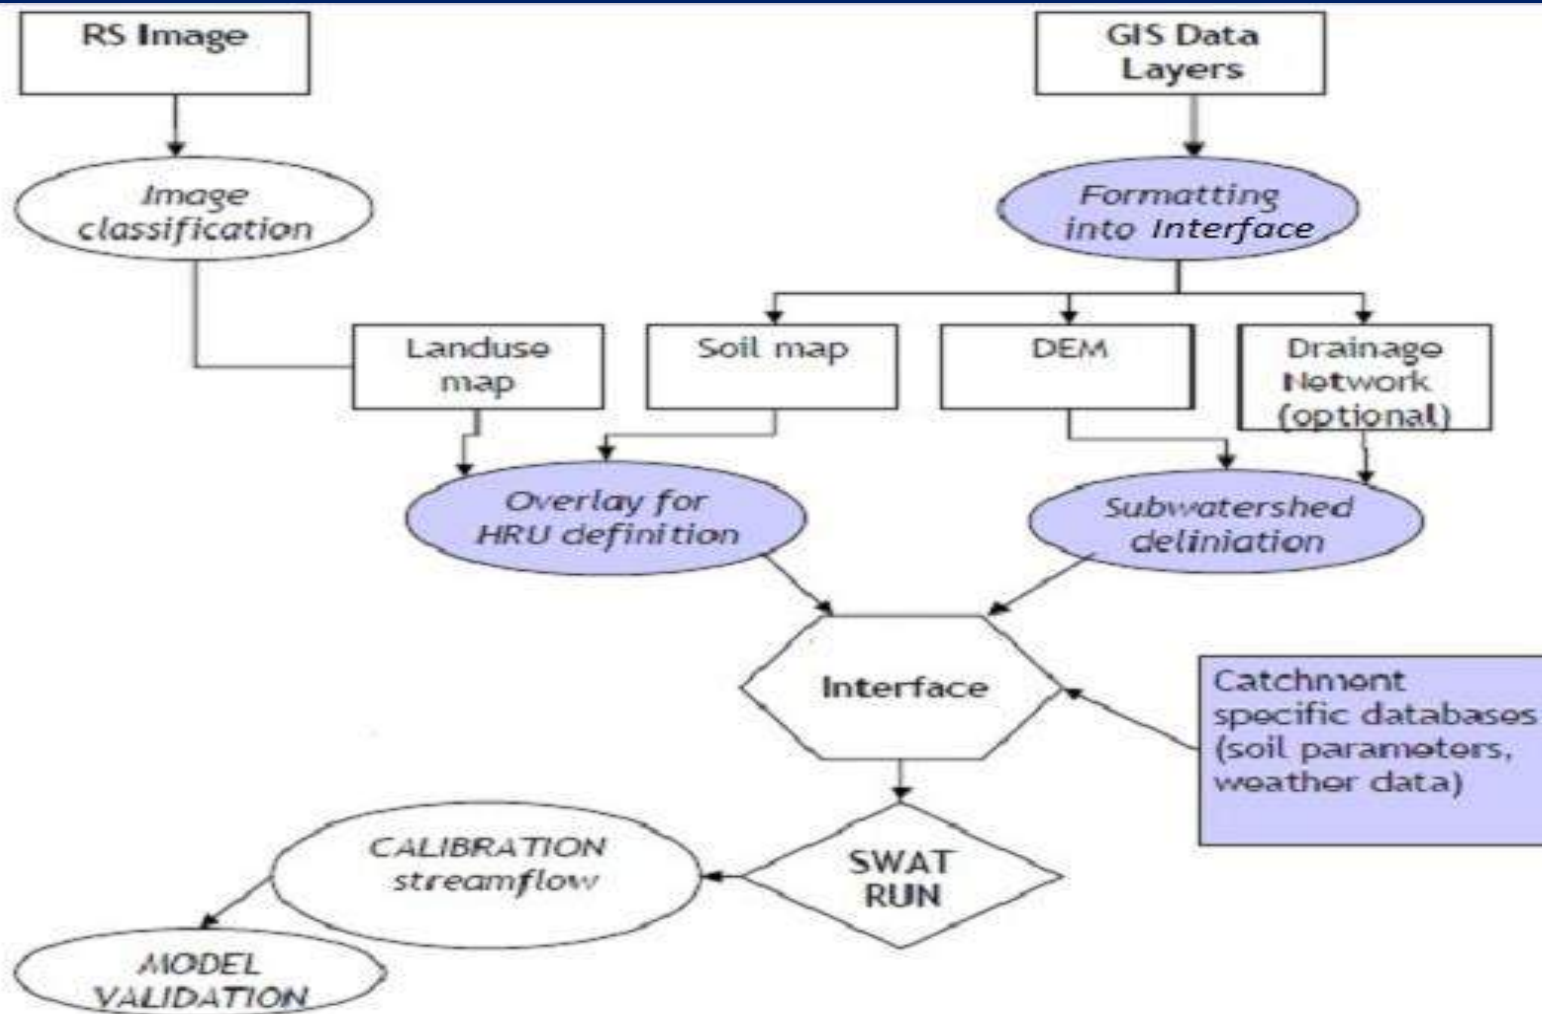 RS Image
GIS Data
Layers
Image
classification
Formatting
into Interface
Landuse
map
Soil map
DEM
Drainage
Network
(optional)
Overlay for
HRU definition
Subwatershed
deliniation
Interface
Catchment
specific databases
(soil parameters,
weather data)
SWAT
RUN
CALIBRATION
streamflow
MODEL
VALIDATION